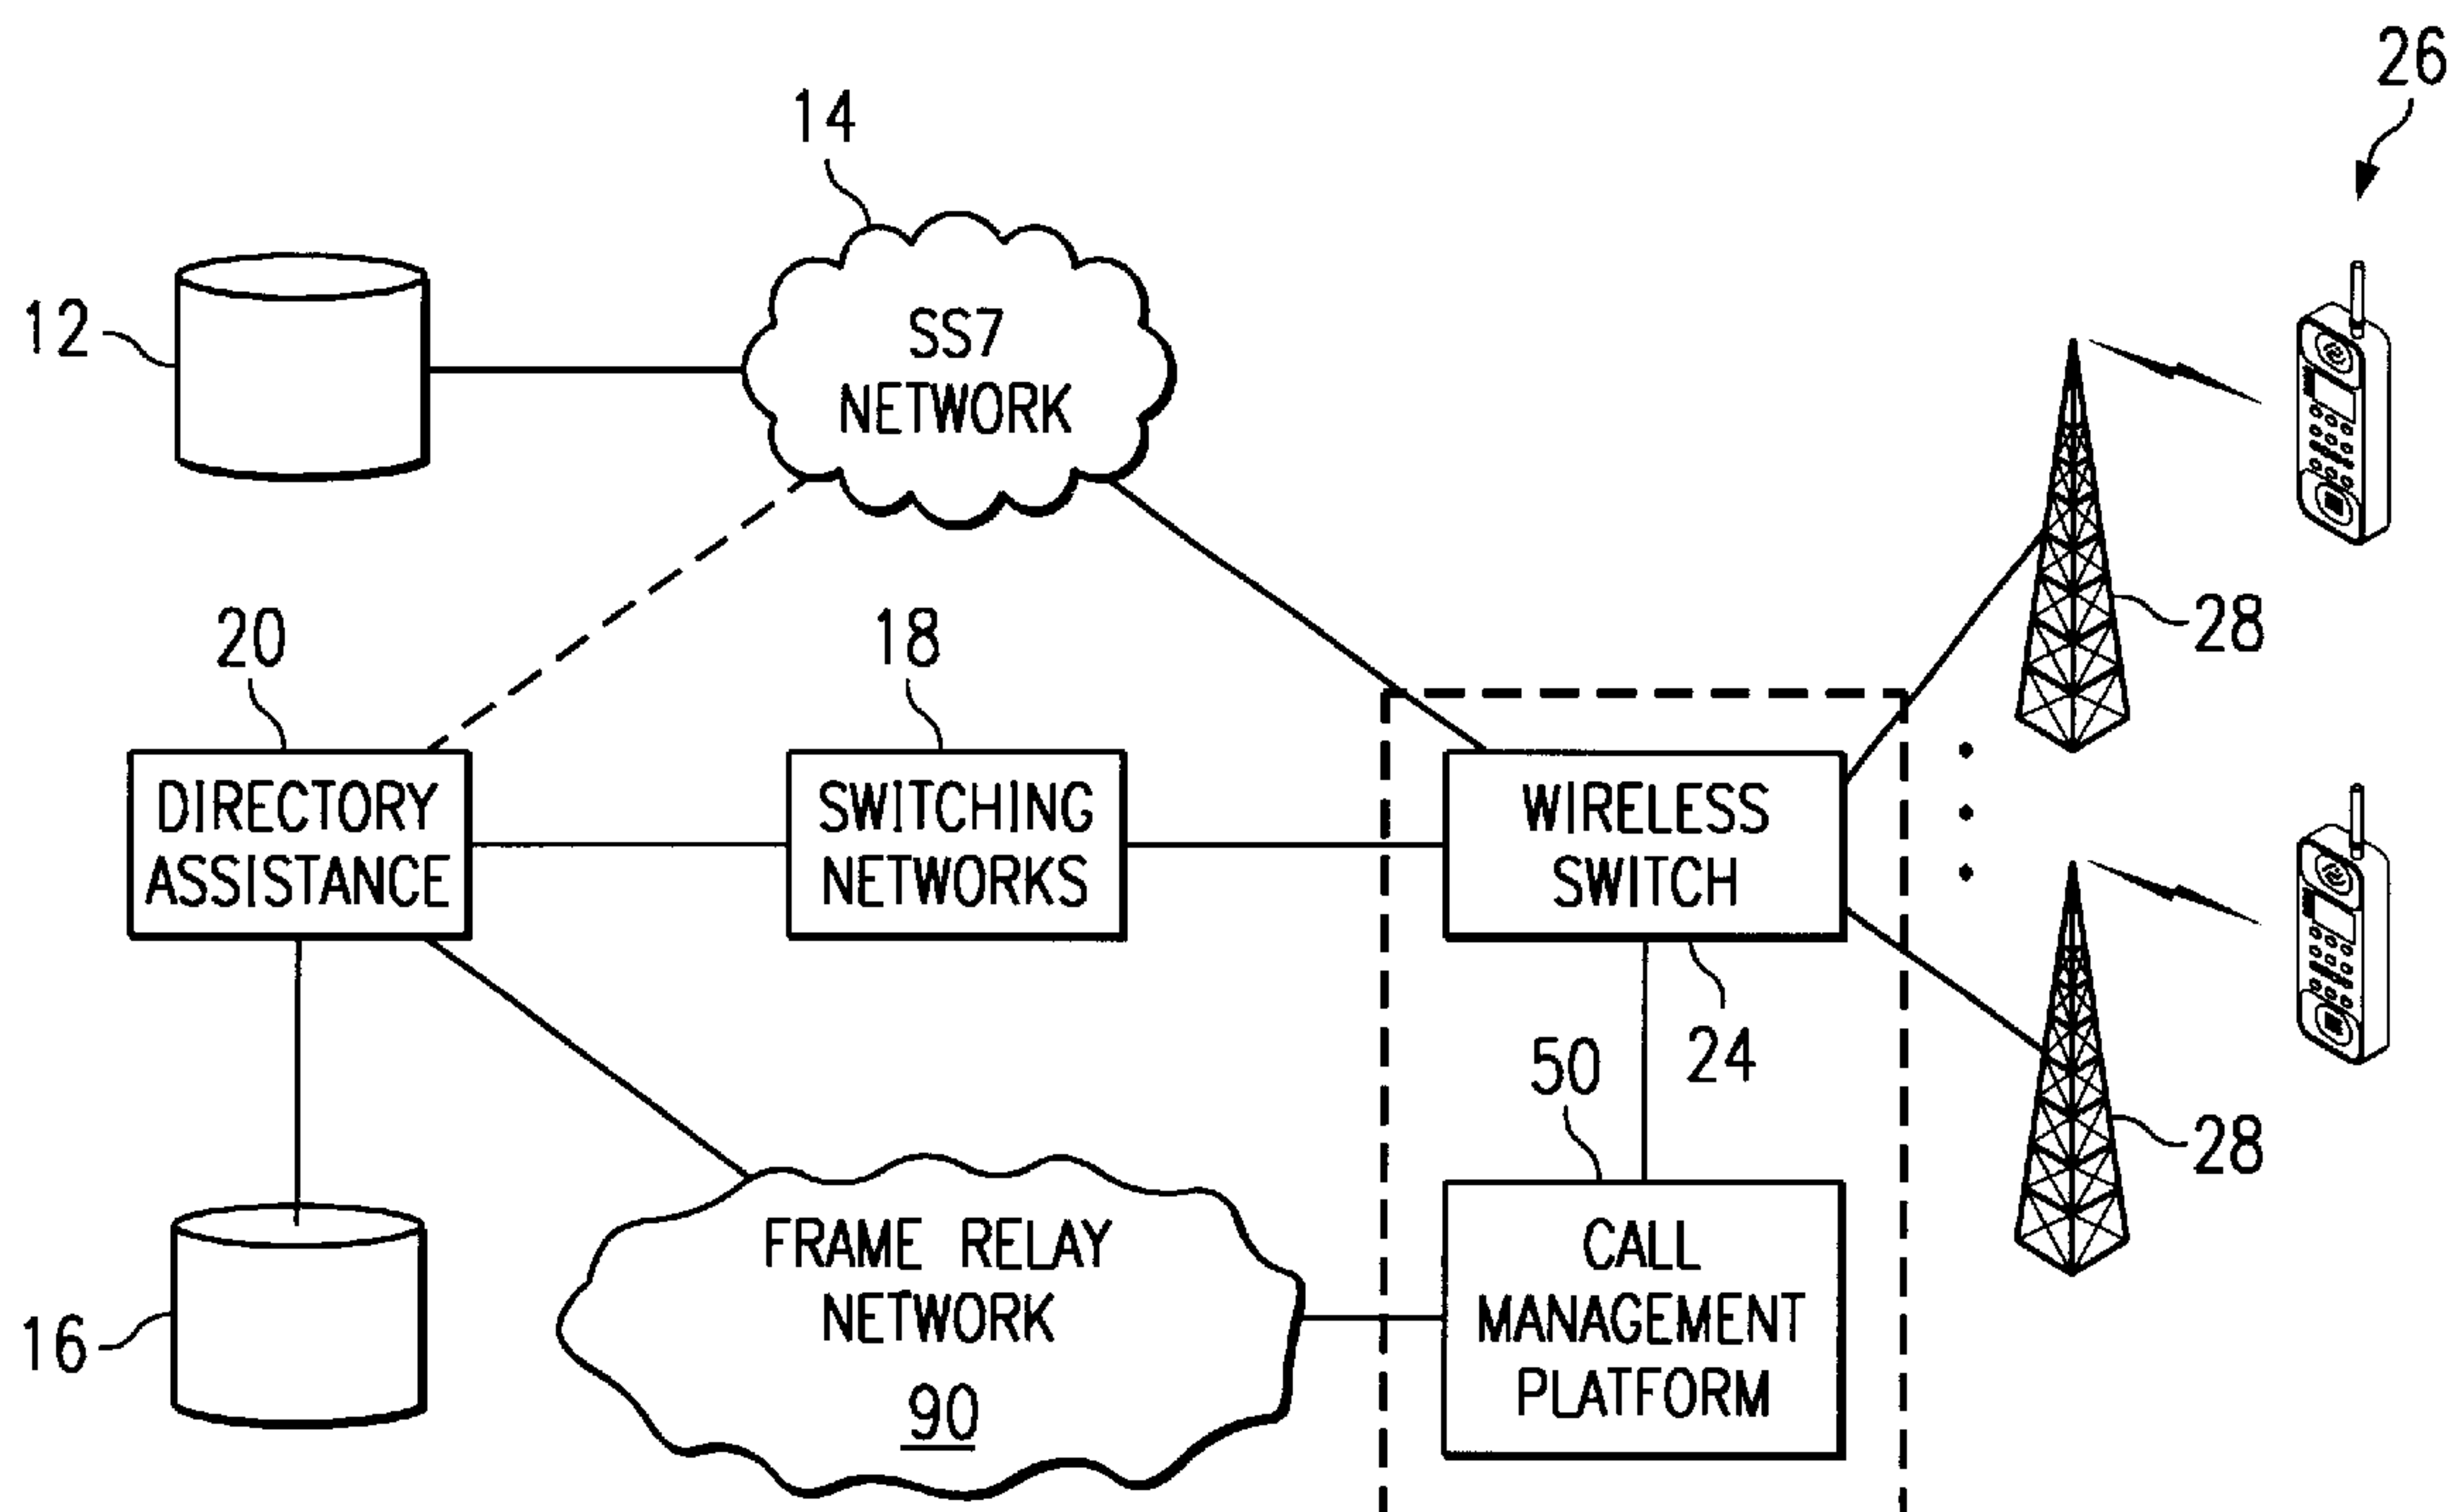 26
14
12
SS7
NETWORK
28
20
18
DIRECTORY
ASSISTANCE
SWITCHING
NETWORKS
WIRELESS
SWITCH
24
50
28
16
FRAME RELAY
NETWORK
90
CALL
MANAGEMENT
PLATFORM